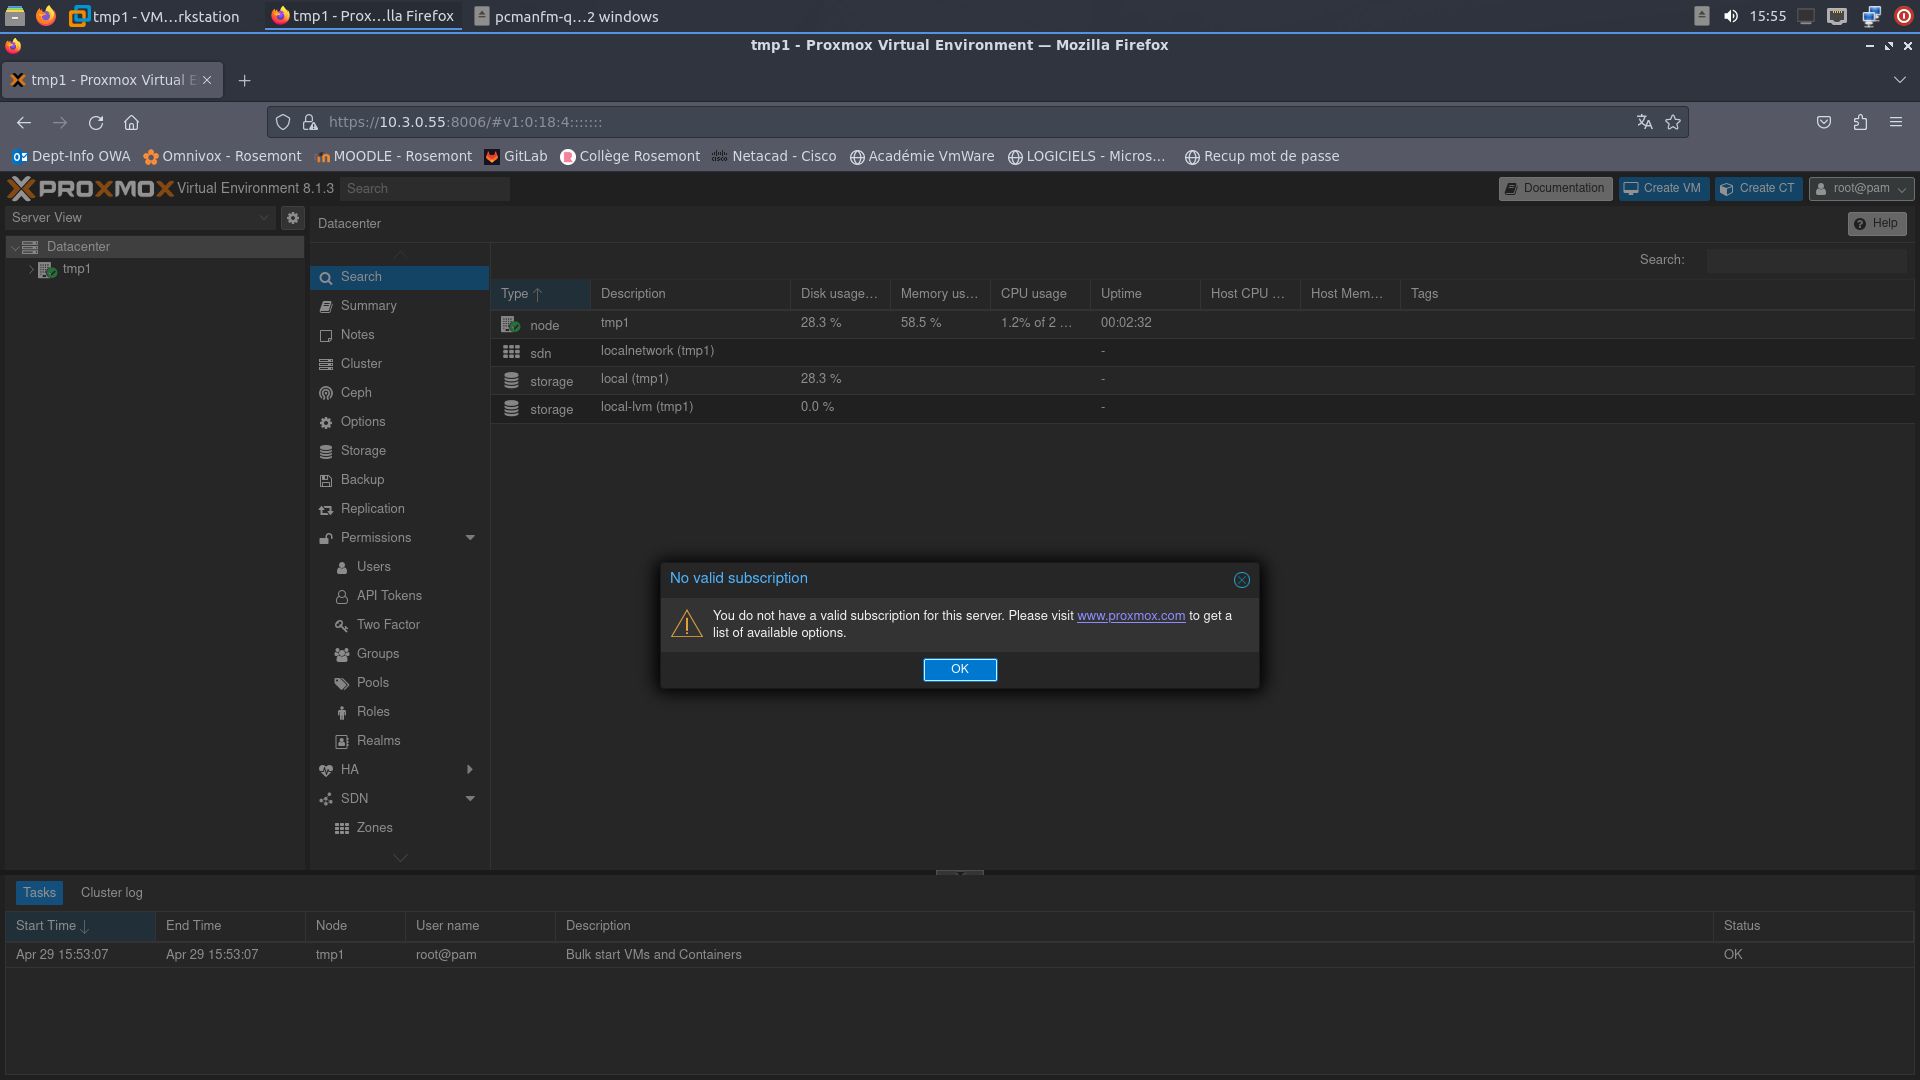 tmp1 - VM...rkstation
tmp1 - Prox...lla Firefox
pcmanfm-q...2 windows
15:55
tmp1 - Proxmox Virtual Environment — Mozilla Firefox
tmp1 - Proxmox Virtual E
https://10.3.0.55:8006/#v1:0:18:4:::::::
Dept-Info OWA
Omnivox - Rosemont
MOODLE - Rosemont
GitLab
Collège Rosemont
Netacad - Cisco
Académie VmWare
LOGICIELS - Micros...
Recup mot de passe
PROXMOX Virtual Environment 8.1.3
Search
Documentation
Create VM
Create CT
root@pam
Server View
Datacenter
Help
Datacenter
tmp1
Search
Summary
Notes
Cluster
Ceph
Options
Storage
Backup
Replication
Permissions
Users
API Tokens
Two Factor
Groups
Pools
Roles
Realms
HA
SDN
Zones
Search:
Type Description Disk usage... Memory us... CPU usage Uptime Host CPU ... Host Mem... Tags
node tmp1 28.3 % 58.5 % 1.2% of 2 ... 00:02:32
sdn localnetwork (tmp1) -
storage local (tmp1) 28.3 % -
storage local-lvm (tmp1) 0.0 % -
No valid subscription
You do not have a valid subscription for this server. Please visit www.proxmox.com to get a
list of available options.
OK
Tasks
Cluster log
Start Time End Time Node User name Description Status
Apr 29 15:53:07 Apr 29 15:53:07 tmp1 root@pam Bulk start VMs and Containers OK